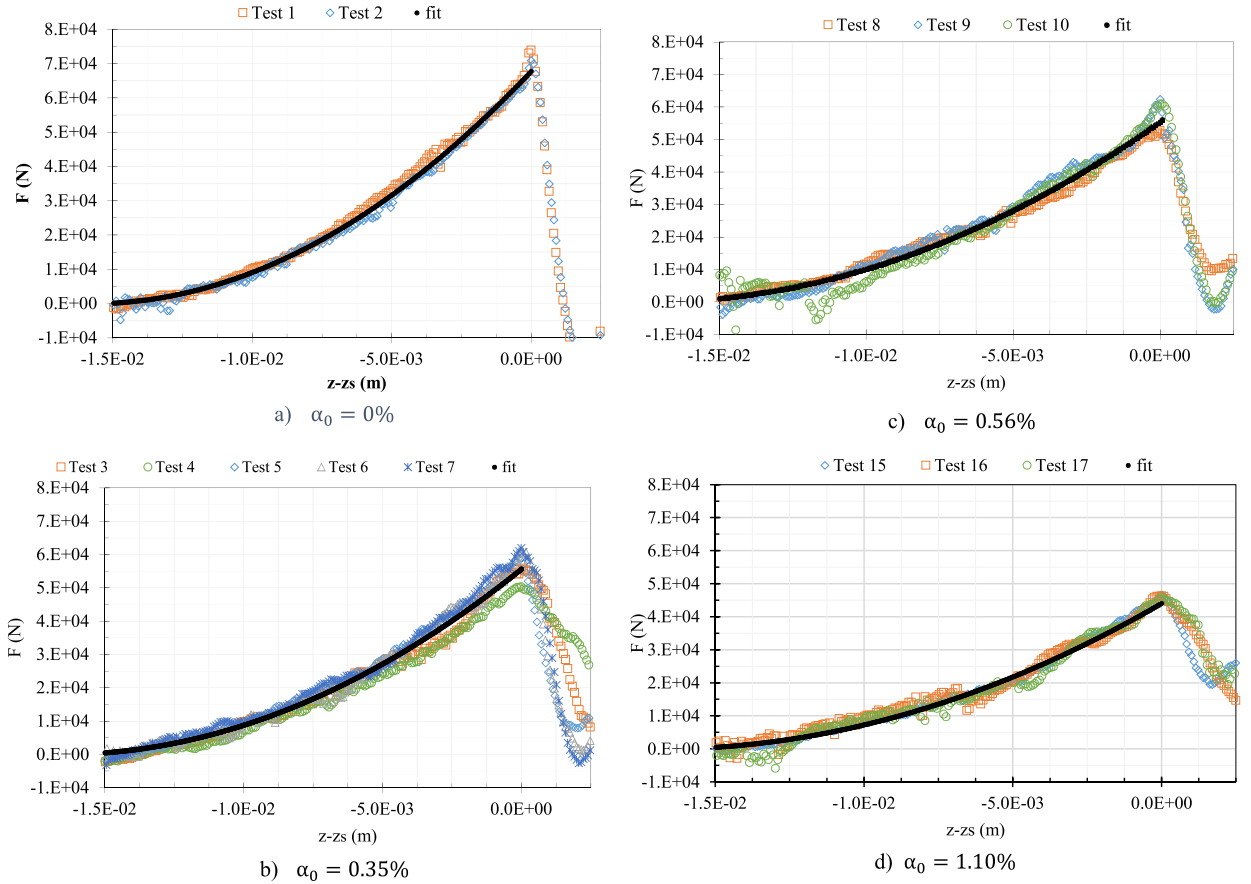 Test 1 Test 2 fit
8.E+04
7.E+04
6.E+04
5.E+04
4.E+04
3.E+04
2.E+04
1.E+04
0.E+00
-1.E+04
F (N)
-1.5E-02 -1.0E-02 -5.0E-03 0.0E+00
z-zs (m)
a) α₀ = 0%
Test 8 Test 9 Test 10 fit
8.E+04
7.E+04
6.E+04
5.E+04
4.E+04
3.E+04
2.E+04
1.E+04
0.E+00
-1.E+04
F (N)
-1.5E-02 -1.0E-02 -5.0E-03 0.0E+00
z-zs (m)
c) α₀ = 0.56%
Test 3 Test 4 Test 5 Test 6 Test 7 fit
8.E+04
7.E+04
6.E+04
5.E+04
4.E+04
3.E+04
2.E+04
1.E+04
0.E+00
-1.E+04
F (N)
-1.5E-02 -1.0E-02 -5.0E-03 0.0E+00
z-zs (m)
b) α₀ = 0.35%
Test 15 Test 16 Test 17 fit
8.E+04
7.E+04
6.E+04
5.E+04
4.E+04
3.E+04
2.E+04
1.E+04
0.E+00
-1.E+04
F (N)
-1.5E-02 -1.0E-02 -5.0E-03 0.0E+00
z-zs (m)
d) α₀ = 1.10%